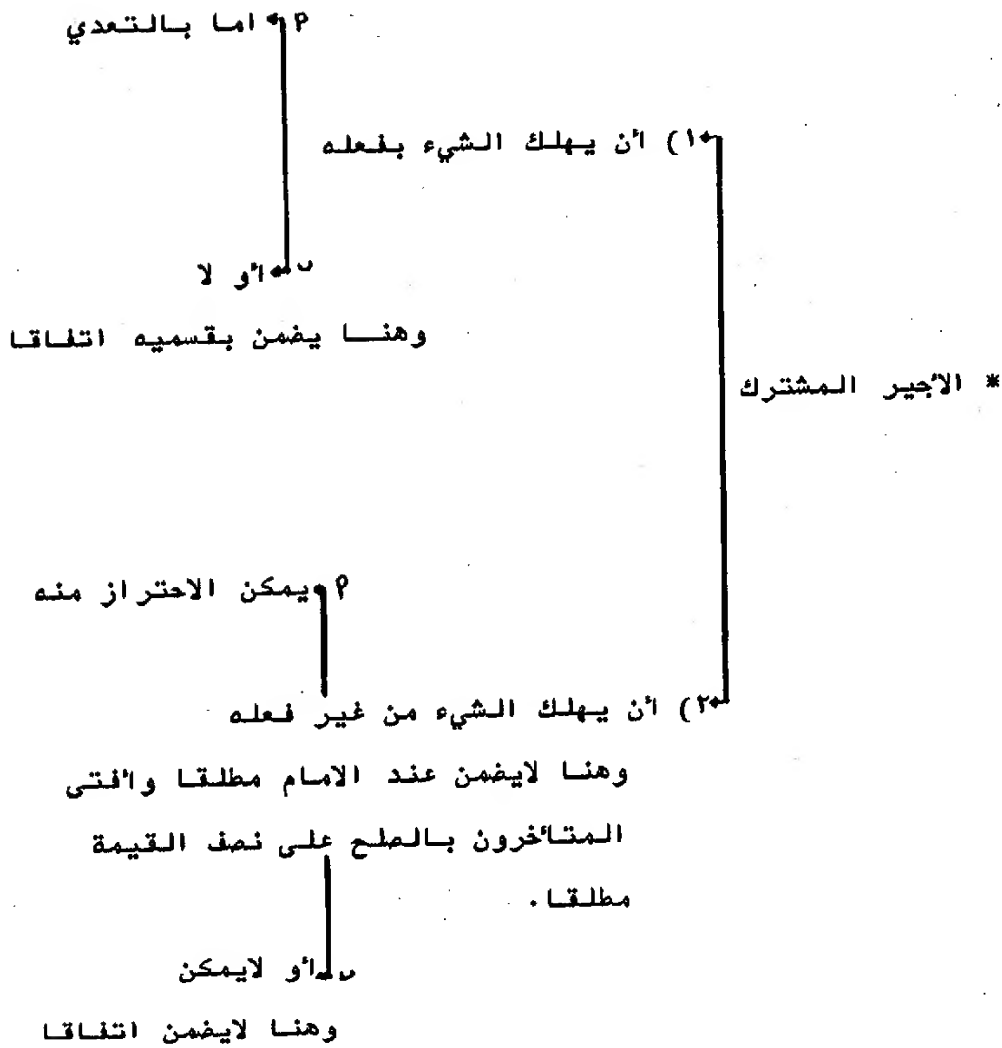 أ اما بالتعدي
١) أن يهلك الشيء بفعله
ب أو لا
وهنا يضمن بقسميه اتفاقا
* الأجير المشترك
أ يمكن الاحتراز منه
٢) أن يهلك الشيء من غير فعله
وهنا لايضمن عند الامام مطلقا وأفتى
المتأخرون بالصلح على نصف القيمة
مطلقا.
ب أو لايمكن
وهنا لايضمن اتفاقا